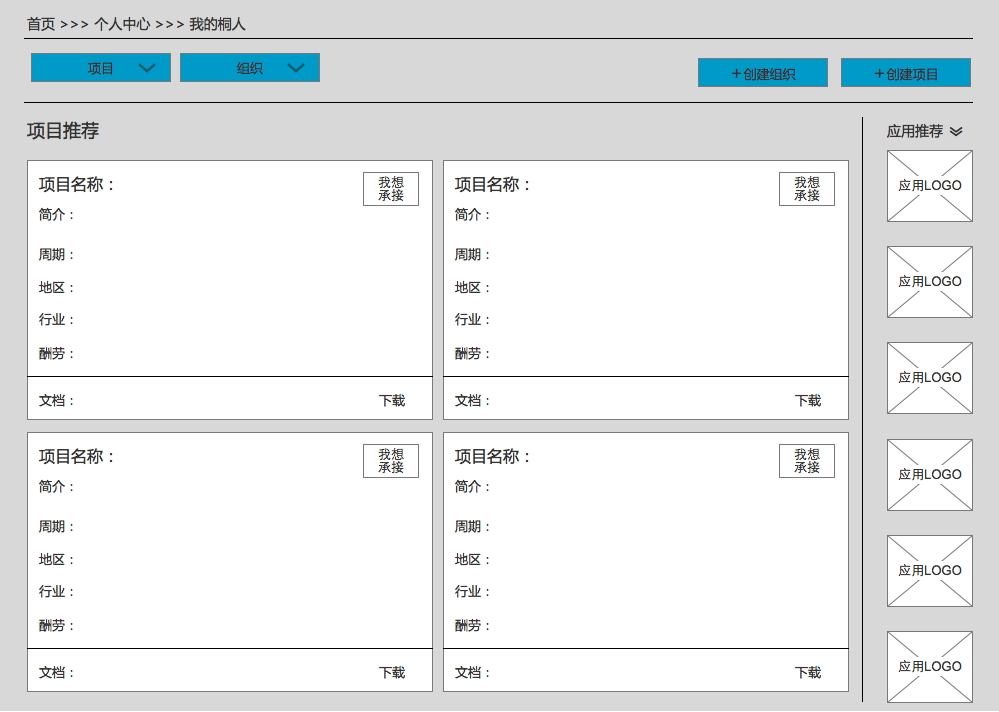 首页 >>> 个人中心 >>> 我的桐人
项目
组织
+创建组织
+创建项目
项目推荐
项目名称：
我想
承接
简介：
周期：
地区：
行业：
酬劳：
文档：
下载
项目名称：
我想
承接
简介：
周期：
地区：
行业：
酬劳：
文档：
下载
项目名称：
我想
承接
简介：
周期：
地区：
行业：
酬劳：
文档：
下载
项目名称：
我想
承接
简介：
周期：
地区：
行业：
酬劳：
文档：
下载
应用推荐
应用LOGO
应用LOGO
应用LOGO
应用LOGO
应用LOGO
应用LOGO